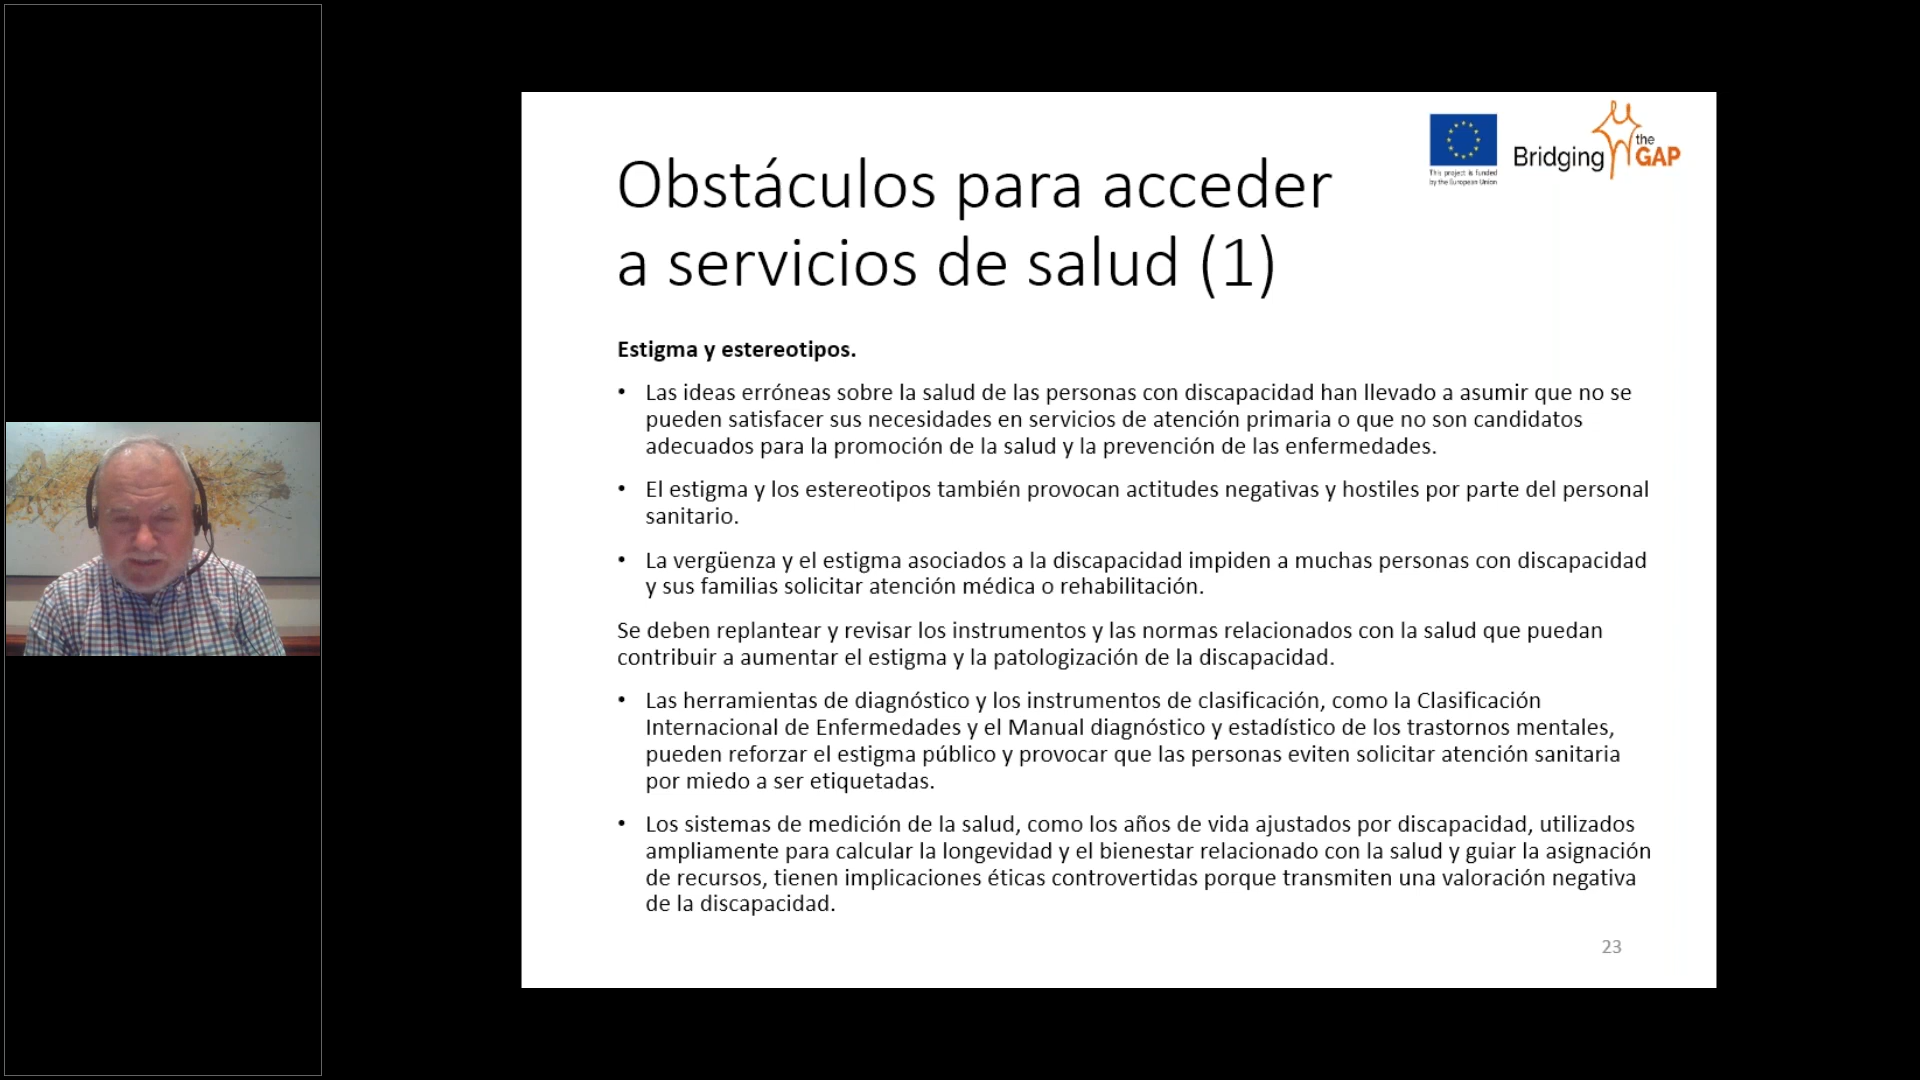 This project is funded
by the European Union
Bridging
the
GAP
Obstáculos para acceder
a servicios de salud (1)
Estigma y estereotipos.
• Las ideas erróneas sobre la salud de las personas con discapacidad han llevado a asumir que no se
pueden satisfacer sus necesidades en servicios de atención primaria o que no son candidatos
adecuados para la promoción de la salud y la prevención de las enfermedades.
• El estigma y los estereotipos también provocan actitudes negativas y hostiles por parte del personal
sanitario.
• La vergüenza y el estigma asociados a la discapacidad impiden a muchas personas con discapacidad
y sus familias solicitar atención médica o rehabilitación.
Se deben replantear y revisar los instrumentos y las normas relacionados con la salud que puedan
contribuir a aumentar el estigma y la patologización de la discapacidad.
• Las herramientas de diagnóstico y los instrumentos de clasificación, como la Clasificación
Internacional de Enfermedades y el Manual diagnóstico y estadístico de los trastornos mentales,
pueden reforzar el estigma público y provocar que las personas eviten solicitar atención sanitaria
por miedo a ser etiquetadas.
• Los sistemas de medición de la salud, como los años de vida ajustados por discapacidad, utilizados
ampliamente para calcular la longevidad y el bienestar relacionado con la salud y guiar la asignación
de recursos, tienen implicaciones éticas controvertidas porque transmiten una valoración negativa
de la discapacidad.
23